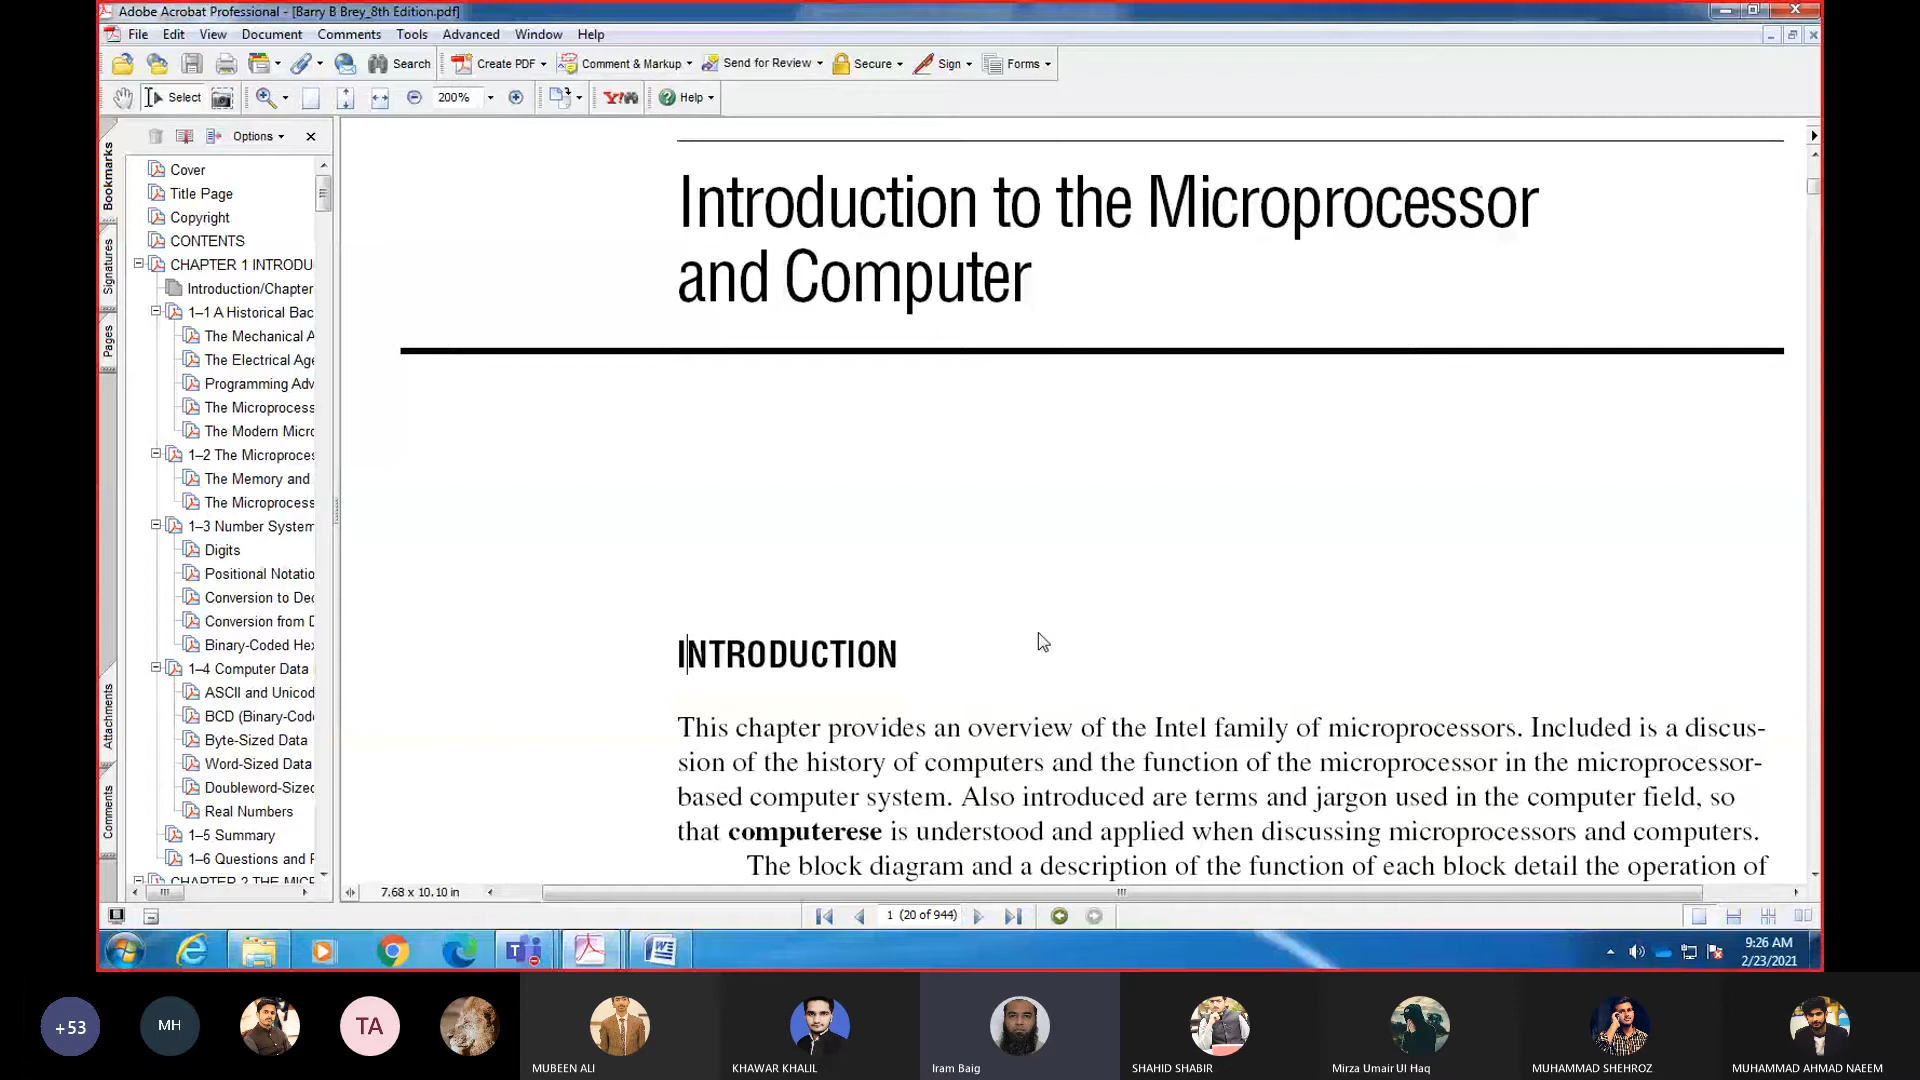 Adobe Acrobat Professional - [Barry B Brey_8th Edition.pdf]
File Edit View Document Comments Tools Advanced Window Help
Search Create PDF Comment & Markup Send for Review Secure Sign Forms
Select 200% Y! Help
Bookmarks
Signatures
Pages
Attachments
Comments
Options
Cover
Title Page
Copyright
CONTENTS
CHAPTER 1 INTRODU
Introduction/Chapter
1–1 A Historical Bac
The Mechanical A
The Electrical Age
Programming Adv
The Microprocess
The Modern Micro
1–2 The Microproces
The Memory and
The Microprocess
1–3 Number System
Digits
Positional Notatio
Conversion to Dec
Conversion from D
Binary-Coded Hex
1–4 Computer Data
ASCII and Unicod
BCD (Binary-Code
Byte-Sized Data
Word-Sized Data
Doubleword-Sized
Real Numbers
1–5 Summary
1–6 Questions and P
CHAPTER 2 THE MICR
Introduction to the Microprocessor
and Computer
INTRODUCTION
This chapter provides an overview of the Intel family of microprocessors. Included is a discus-
sion of the history of computers and the function of the microprocessor in the microprocessor-
based computer system. Also introduced are terms and jargon used in the computer field, so
that computerese is understood and applied when discussing microprocessors and computers.
The block diagram and a description of the function of each block detail the operation of
7.68 x 10.10 in
1 (20 of 944)
9:26 AM
2/23/2021
+53
MH
TA
MUBEEN ALI
KHAWAR KHALIL
Iram Baig
SHAHID SHABIR
Mirza Umair Ul Haq
MUHAMMAD SHEHROZ
MUHAMMAD AHMAD NAEEM